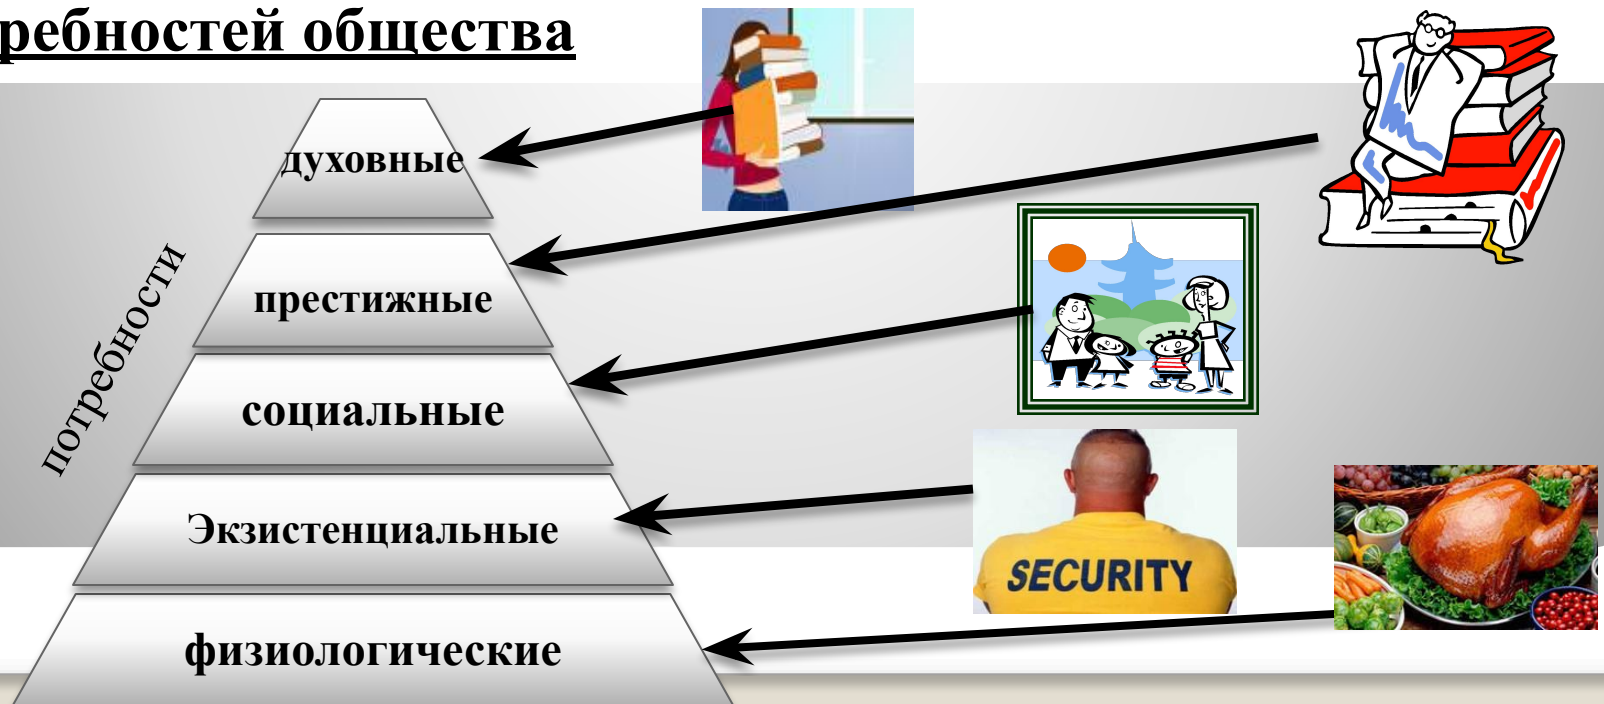 ребностей общества
духовные
престижные
потребности
социальные
Экзистенциальные
SECURITY
физиологические